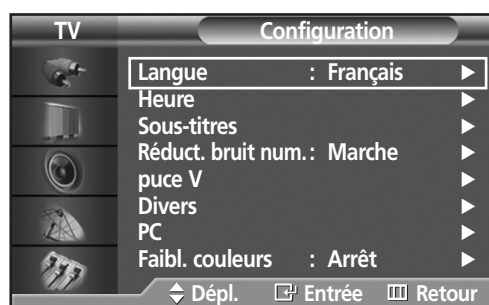 TV Configuration
Langue : Français
Heure
Sous-titres
Réduct. bruit num. : Marche
puce V
Divers
PC
Faibl. couleurs : Arrêt
Dépl. Entrée Retour